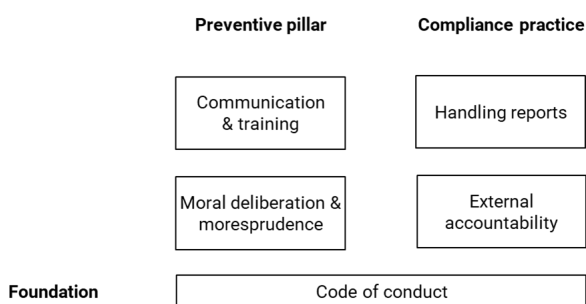 Preventive pillar
Compliance practice
Communication
& training
Handling reports
Moral deliberation &
moresprudence
External
accountability
Foundation
Code of conduct